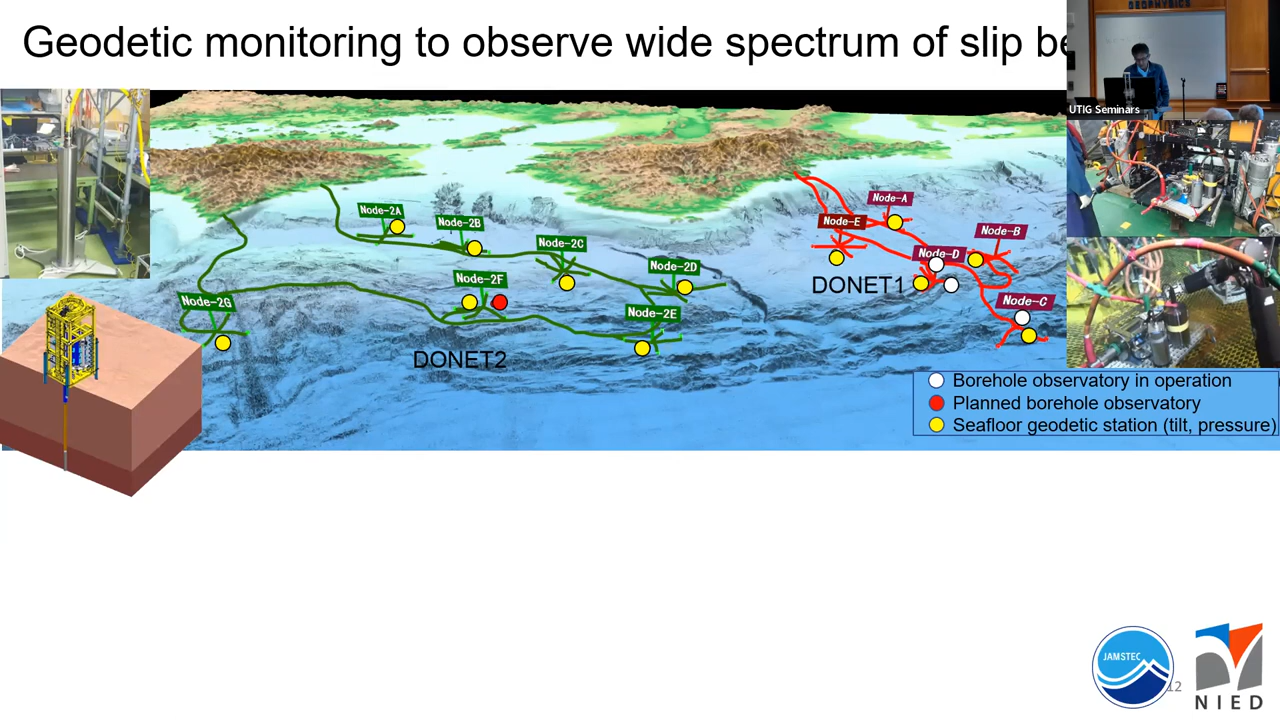 Geodetic monitoring to observe wide spectrum of slip be
GEOPHYSICS
UTIG Seminars
Node-2A
Node-2B
Node-2C
Node-2D
Node-2E
Node-2F
Node-2G
DONET2
Node-A
Node-E
Node-B
Node-D
Node-C
DONET1
Borehole observatory in operation
Planned borehole observatory
Seafloor geodetic station (tilt, pressure)
JAMSTEC
NIED
12